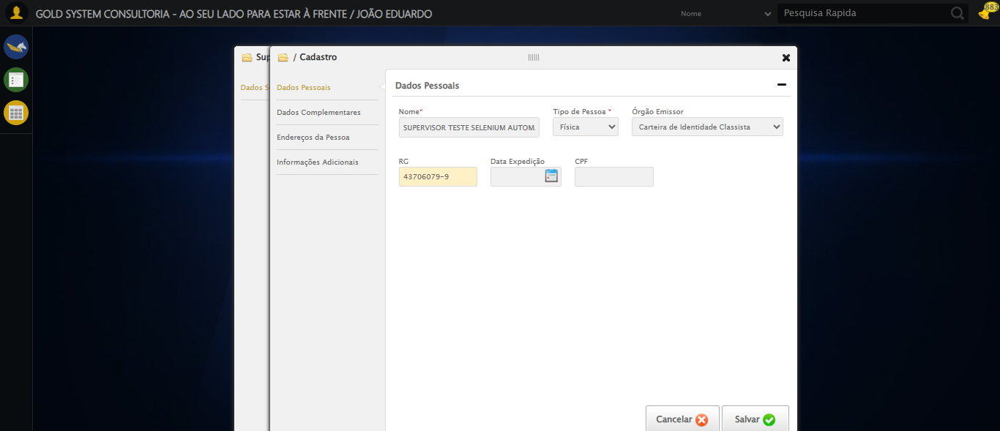 GOLD SYSTEM CONSULTORIA - AO SEU LADO PARA ESTAR À FRENTE / JOÃO EDUARDO
Nome
Pesquisa Rapida
883
Sup
/ Cadastro
Dados S
Dados Pessoais
Dados Complementares
Endereços da Pessoa
Informações Adicionais
Dados Pessoais
Nome*
Tipo de Pessoa *
Órgão Emissor
SUPERVISOR TESTE SELENIUM AUTOM
Física
Carteira de Identidade Classista
RG
Data Expedição
CPF
43706079-9
Cancelar
Salvar